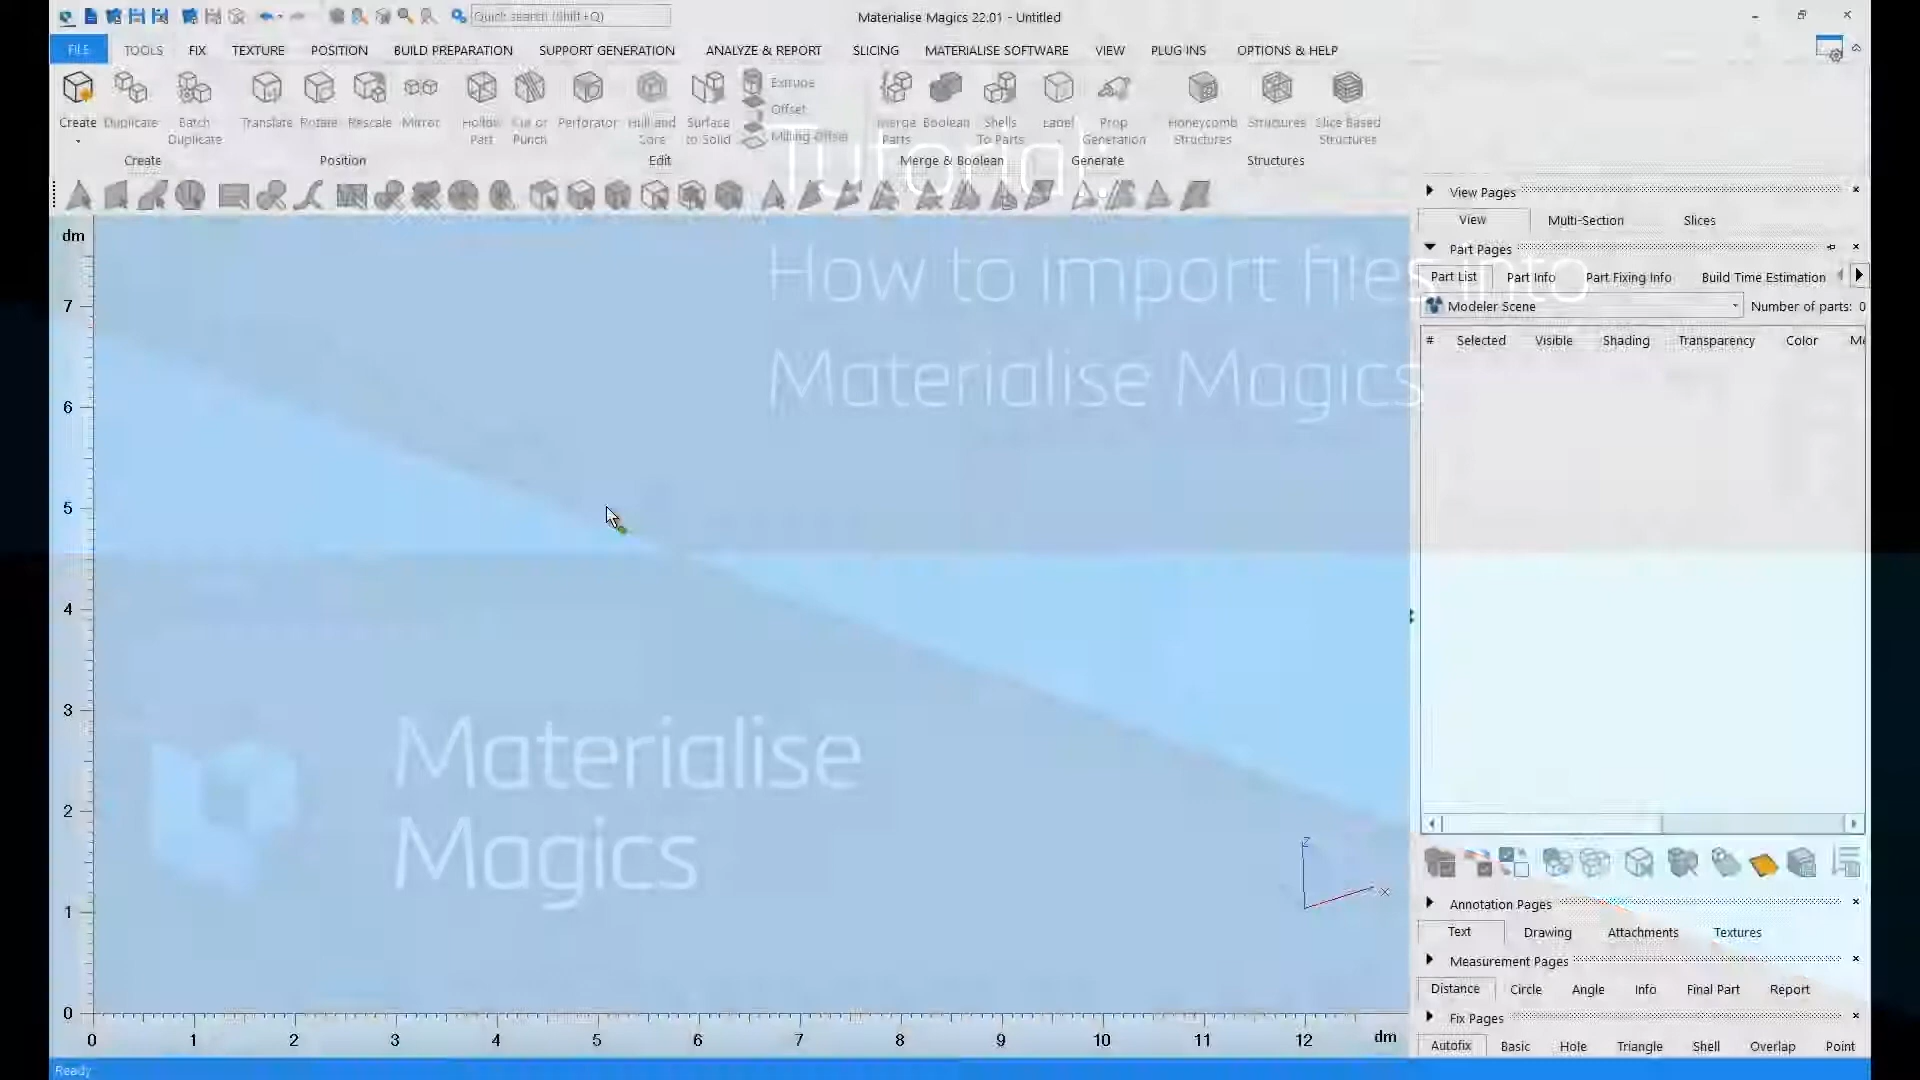 Quick search (Shift +Q)
Materialise Magics 22.01 - Untitled
FILE TOOLS FIX TEXTURE POSITION BUILD PREPARATION SUPPORT GENERATION ANALYZE & REPORT SLICING MATERIALISE SOFTWARE VIEW PLUG INS OPTIONS & HELP
Create Duplicate Batch Duplicate Translate Rotate Rescale Mirror Hollow Part Cut or Punch Perforator Hull and Core Surface to Solid Extrude Offset Milling Offset Merge Parts Boolean Shells To Parts Label Prop Generation Honeycomb Structures Structures Slice Based Structures
Create Position Edit Merge & Boolean Generate Structures
Tutorial:
How to import files into
Materialise Magics
View Pages
View Multi-Section Slices
Part Pages
Part List Part Info Part Fixing Info Build Time Estimation
Modeler Scene Number of parts: 0
# Selected Visible Shading Transparency Color Me
dm
7
6
5
4
3
2
1
0
Materialise
Magics
z
x
0 1 2 3 4 5 6 7 8 9 10 11 12 dm
Annotation Pages
Text Drawing Attachments Textures
Measurement Pages
Distance Circle Angle Info Final Part Report
Fix Pages
Autofix Basic Hole Triangle Shell Overlap Point
Ready